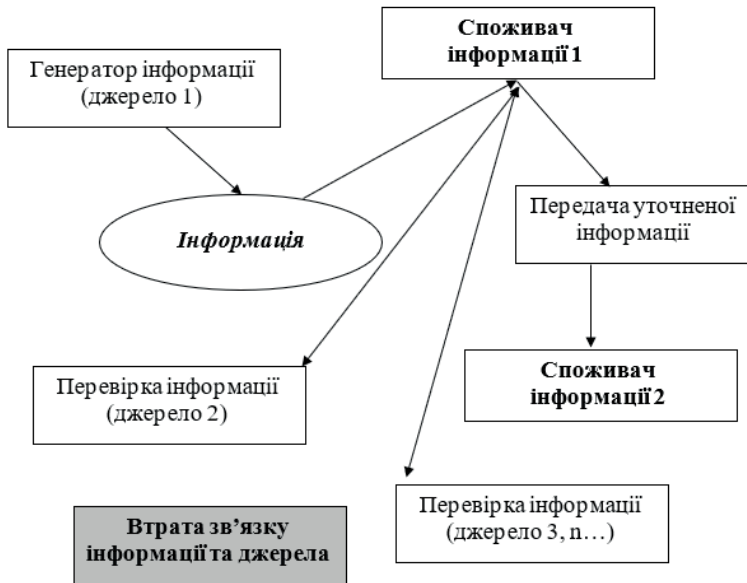 Споживач
інформації 1
Генератор інформації
(джерело 1)
Інформація
Передача уточненої
інформації
Перевірка інформації
(джерело 2)
Споживач
інформації 2
Перевірка інформації
(джерело 3, n…)
Втрата зв’язку
інформації та джерела